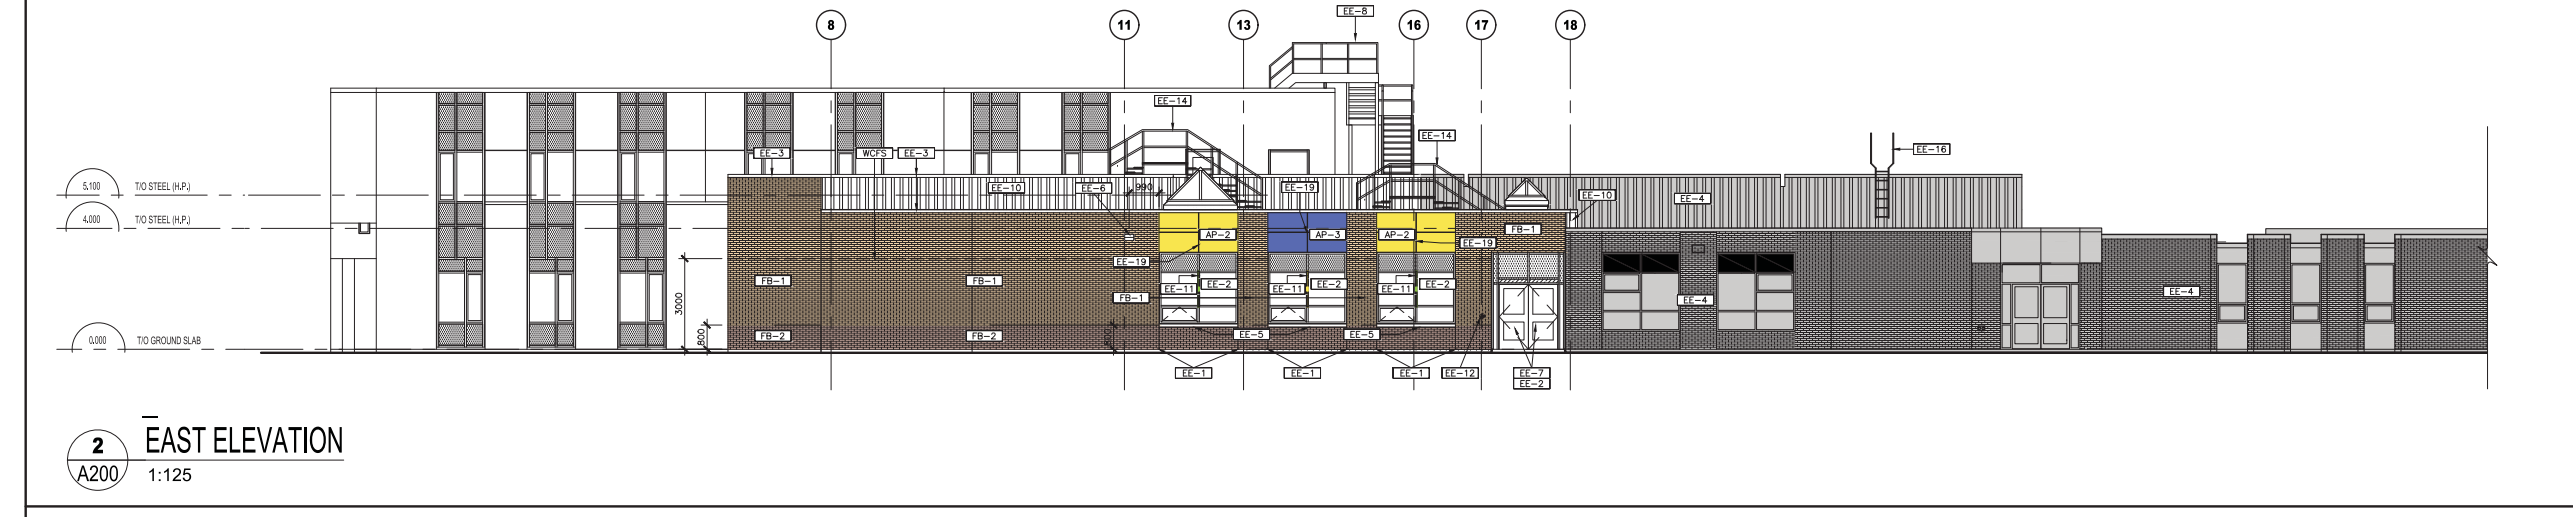 EE-8
8
11
13
16
17
18
EE-14
EE-14
EE-16
EE-3
WCFS
EE-3
5.100
T/O STEEL (H.P.)
EE-10
EE-6
990
EE-19
EE-10
EE-4
4.000
T/O STEEL (H.P.)
AP-2
AP-3
AP-2
EE-19
FB-1
EE-19
FB-1
FB-1
EE-11
EE-2
EE-11
EE-2
EE-11
EE-2
FB-1
3000
EE-4
EE-4
0.000
T/O GROUND SLAB
FB-2
800
FB-2
800
EE-5
EE-5
EE-1
EE-1
EE-1
EE-12
EE-7
EE-2
2
A200
EAST ELEVATION
1:125